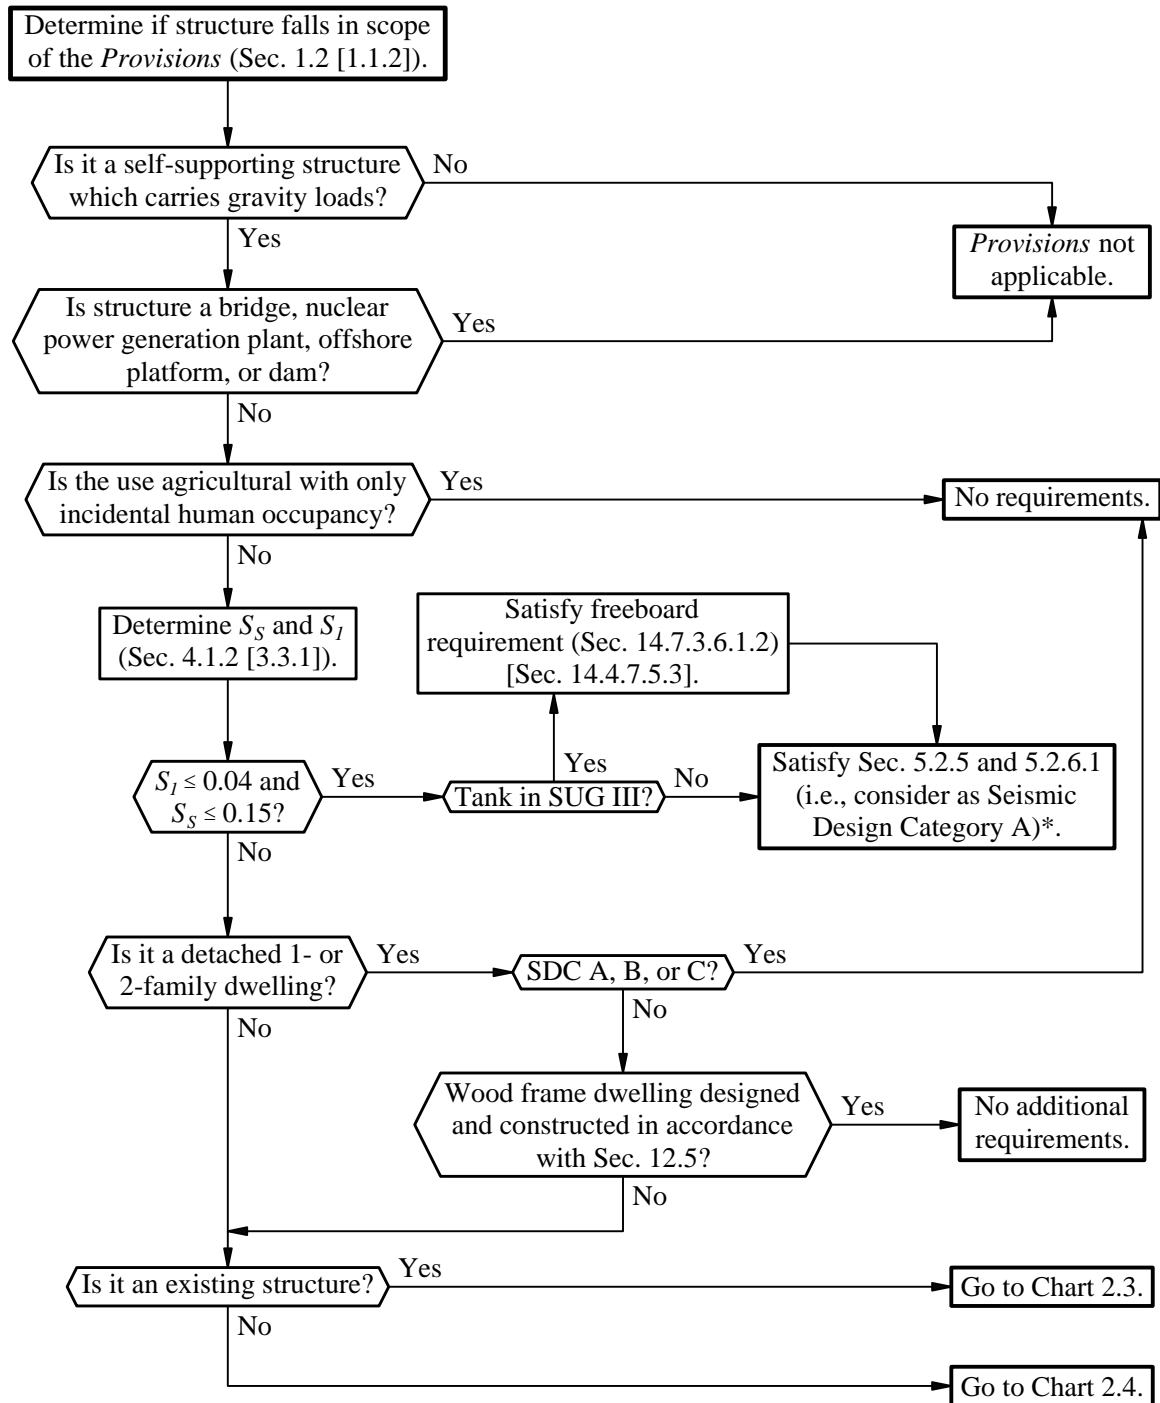 Determine if structure falls in scope
of the Provisions (Sec. 1.2 [1.1.2]).
Is it a self-supporting structure
which carries gravity loads?
No
Yes
Provisions not
applicable.
Is structure a bridge, nuclear
power generation plant, offshore
platform, or dam?
Yes
No
Is the use agricultural with only
incidental human occupancy?
Yes
No requirements.
No
Determine S_S and S_1
(Sec. 4.1.2 [3.3.1]).
Satisfy freeboard
requirement (Sec. 14.7.3.6.1.2)
[Sec. 14.4.7.5.3].
S_1 ≤ 0.04 and
S_S ≤ 0.15?
Yes
No
Tank in SUG III?
Yes
No
Satisfy Sec. 5.2.5 and 5.2.6.1
(i.e., consider as Seismic
Design Category A)*.
Is it a detached 1- or
2-family dwelling?
Yes
No
SDC A, B, or C?
Yes
No
Wood frame dwelling designed
and constructed in accordance
with Sec. 12.5?
Yes
No additional
requirements.
No
Is it an existing structure?
Yes
Go to Chart 2.3.
No
Go to Chart 2.4.